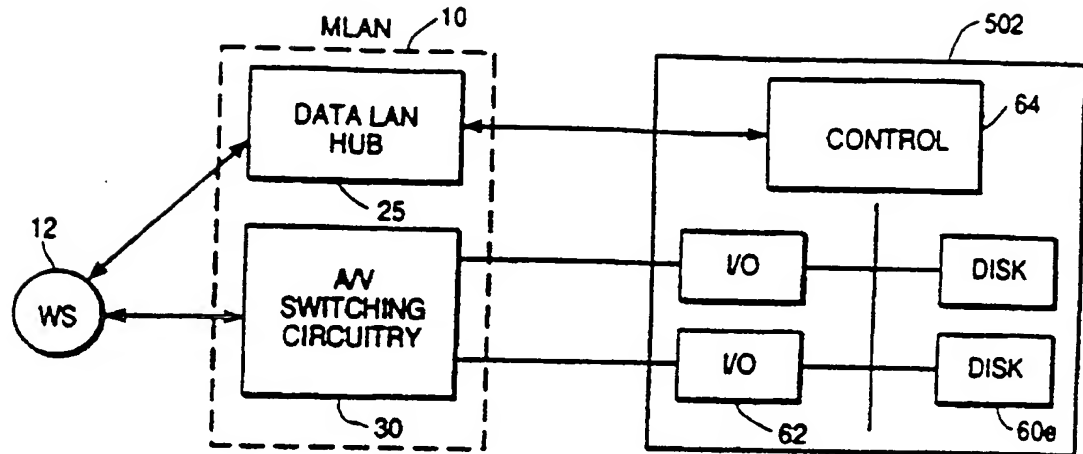 MLAN
10
502
DATA LAN
HUB
25
CONTROL
64
12
WS
A/V
SWITCHING
CIRCUITRY
30
I/O
DISK
I/O
DISK
62
60e